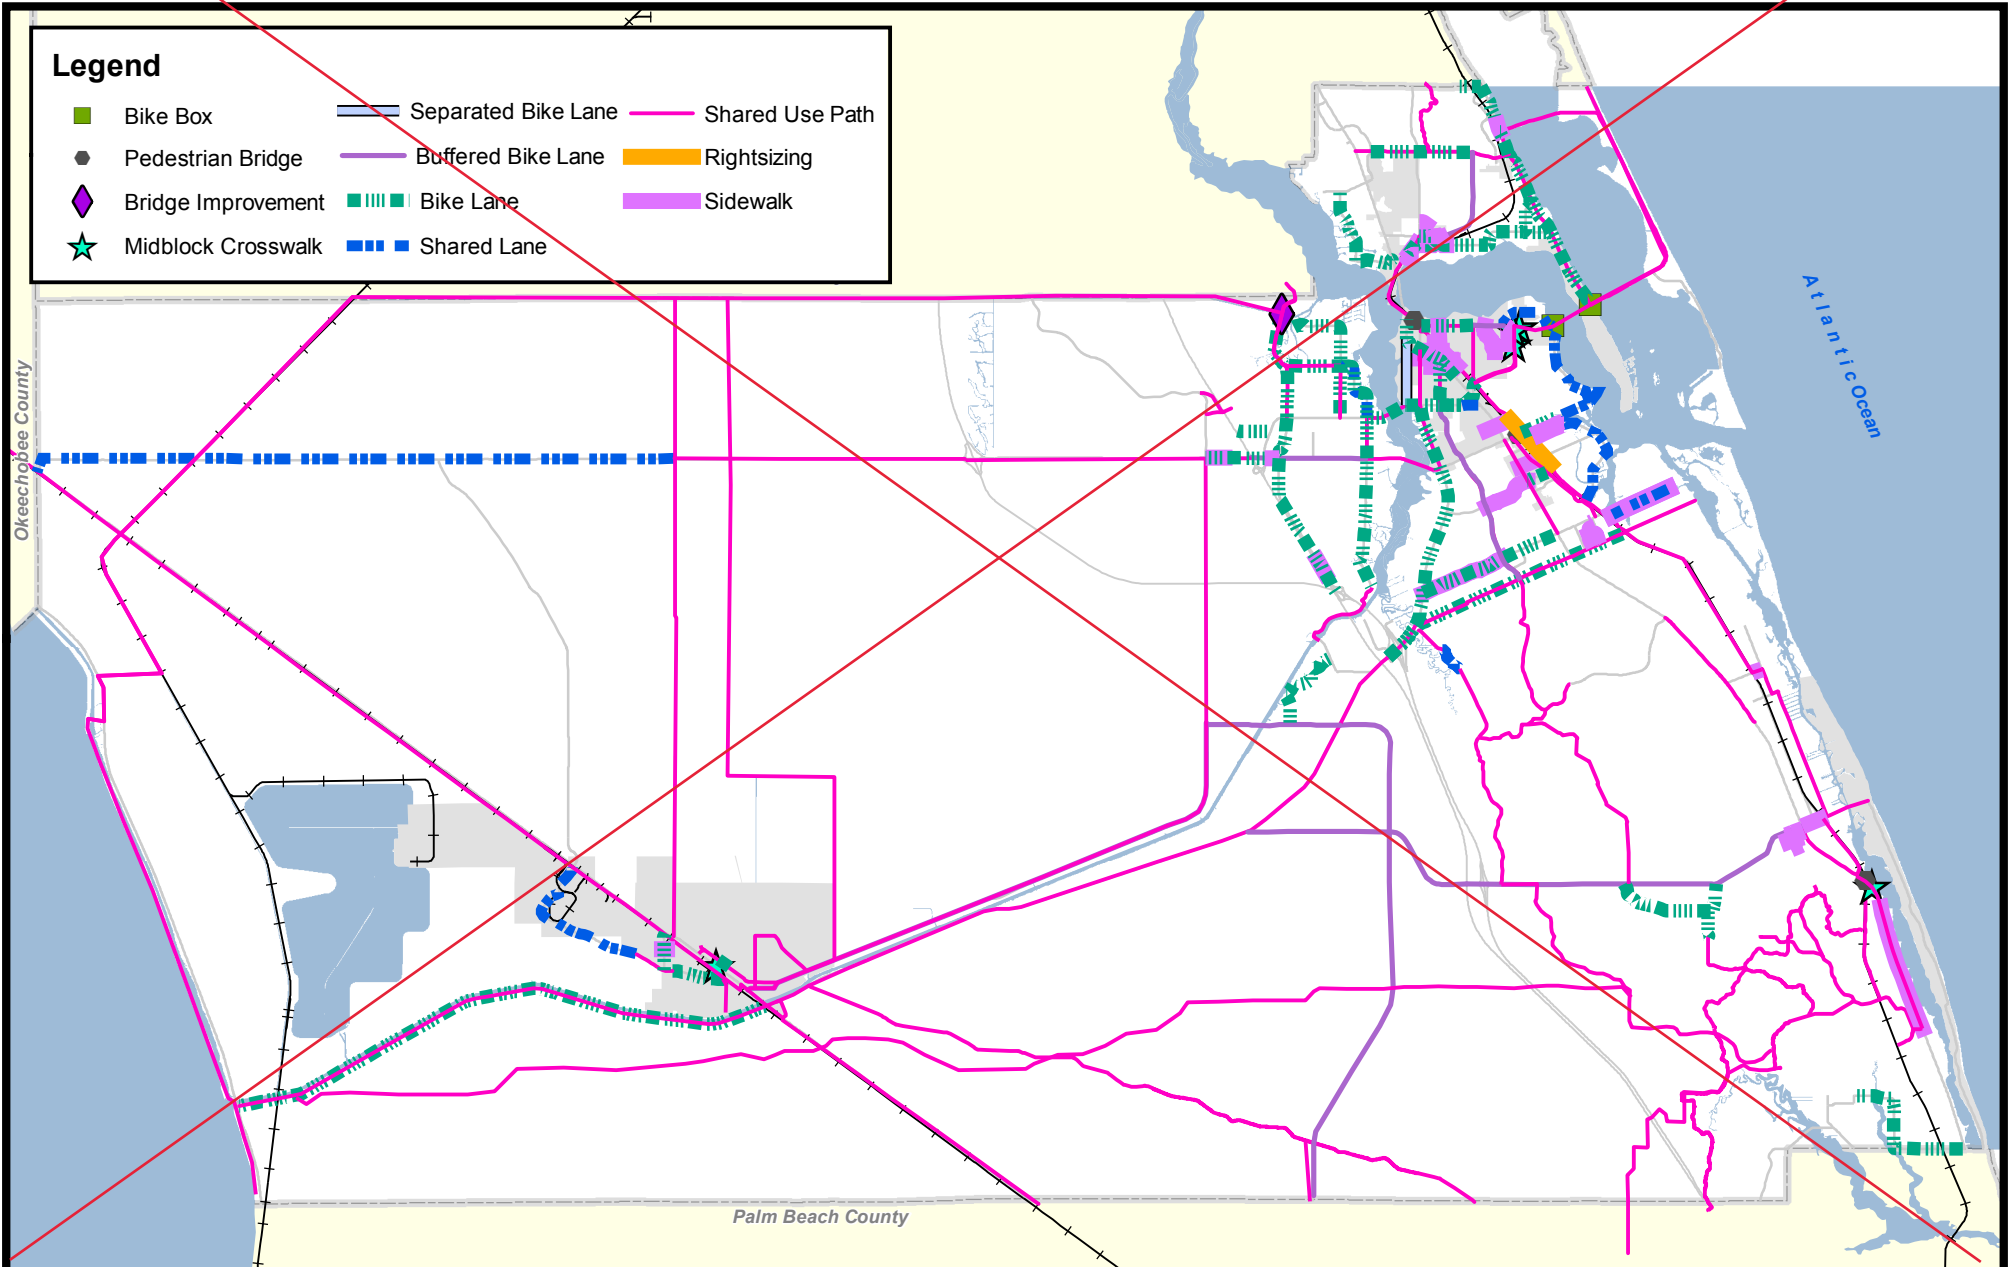 Legend
Bike Box
Pedestrian Bridge
Bridge Improvement
Midblock Crosswalk
Separated Bike Lane
Buffered Bike Lane
Bike Lane
Shared Lane
Shared Use Path
Rightsizing
Sidewalk
Okeechobee County
Atlantic Ocean
Palm Beach County